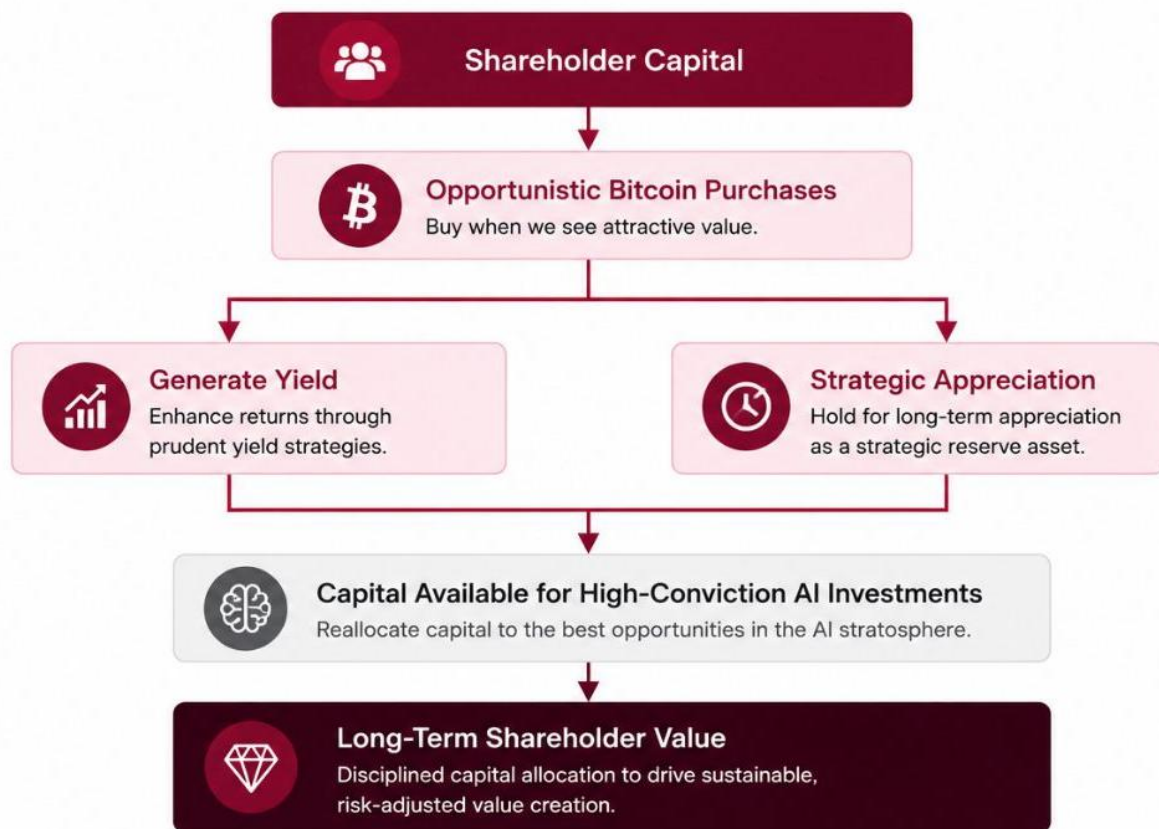 Shareholder Capital
Opportunistic Bitcoin Purchases
Buy when we see attractive value.
Generate Yield
Enhance returns through
prudent yield strategies.
Strategic Appreciation
Hold for long-term appreciation
as a strategic reserve asset.
Capital Available for High-Conviction AI Investments
Reallocate capital to the best opportunities in the AI stratosphere.
Long-Term Shareholder Value
Disciplined capital allocation to drive sustainable,
risk-adjusted value creation.